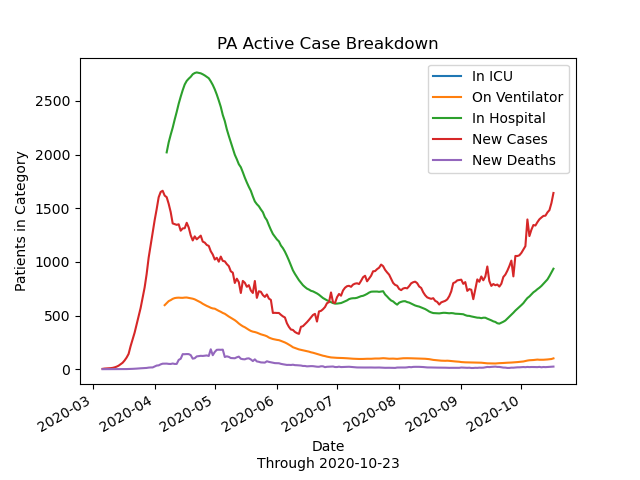 PA Active Case Breakdown
In ICU
On Ventilator
In Hospital
New Cases
New Deaths
Patients in Category
2500
2000
1500
1000
500
0
2020-03
2020-04
2020-05
2020-06
2020-07
2020-08
2020-09
2020-10
Date
Through 2020-10-23